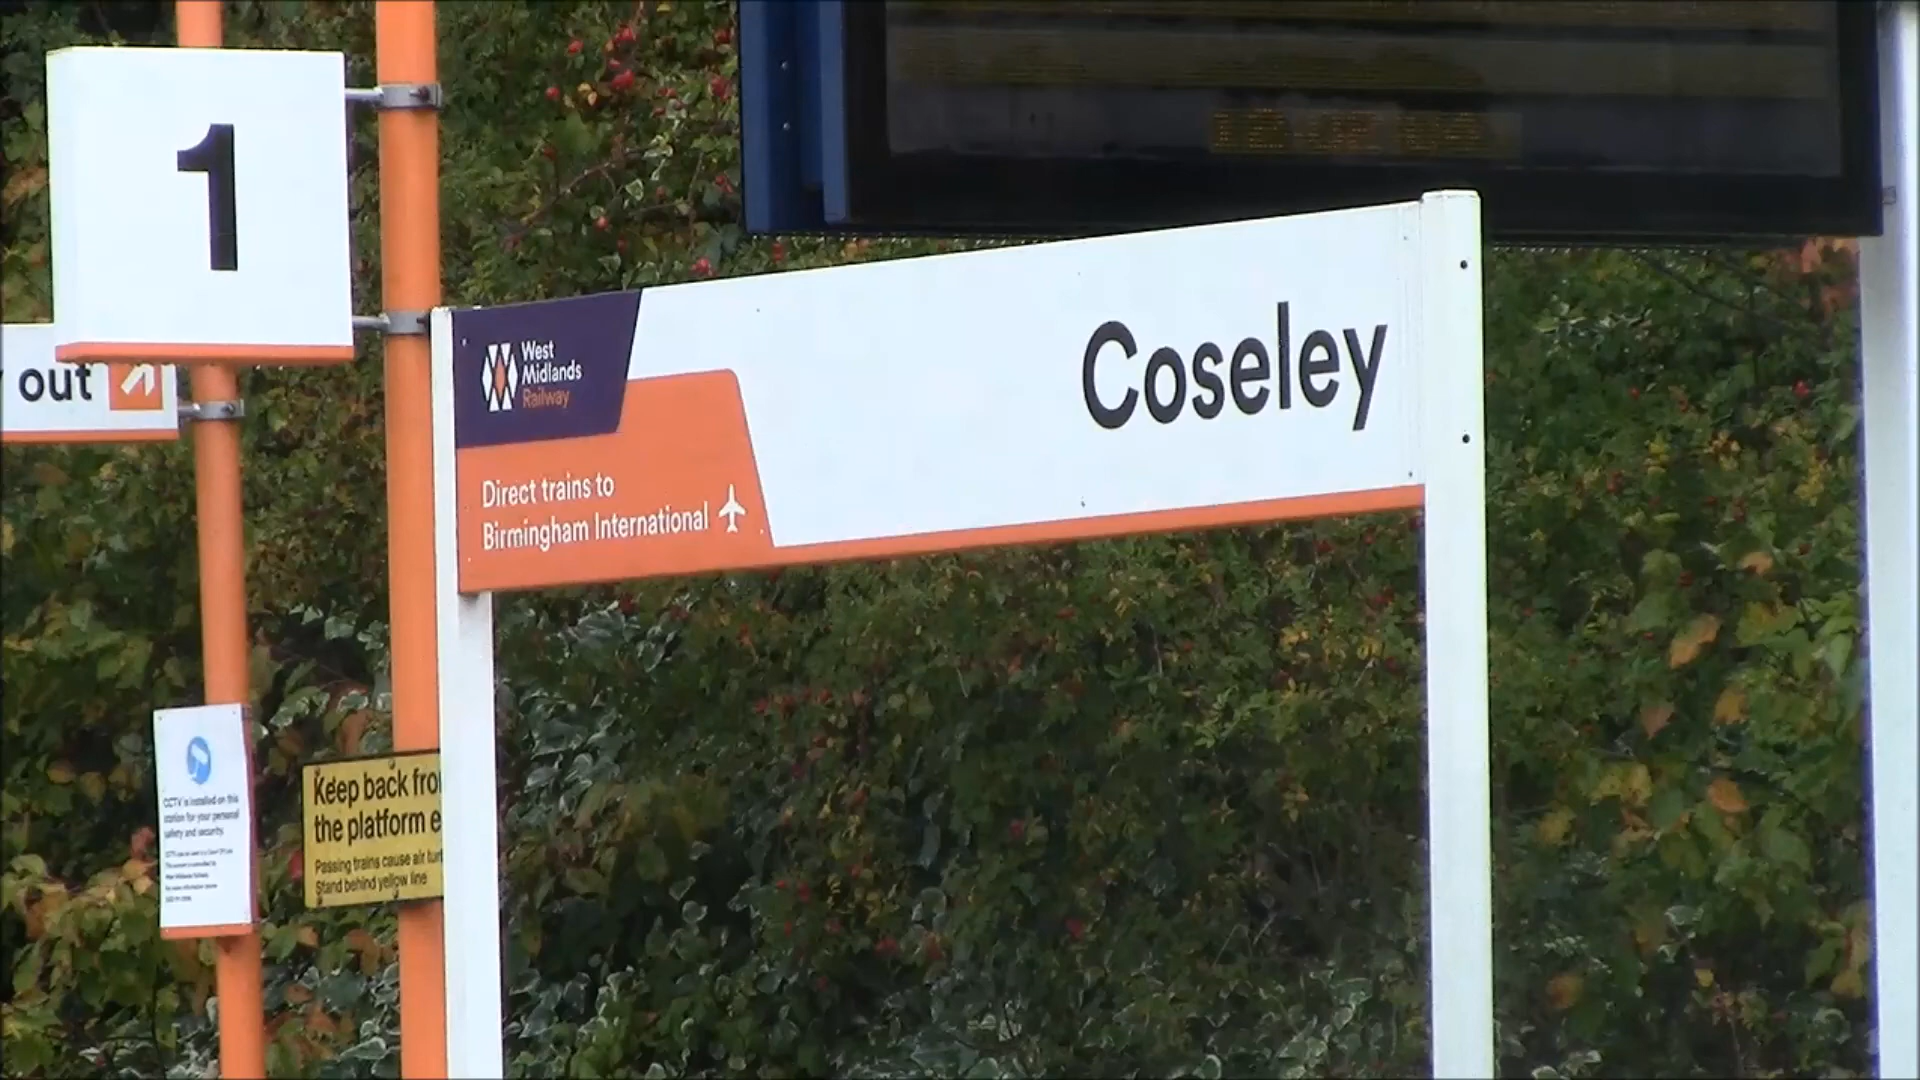 1
out
West
Midlands
Railway
Coseley
Direct trains to
Birmingham International
CCTV is installed on this
station for your personal
safety and security.
Keep back from
the platform e
Passing trains cause air tur
Stand behind yellow line